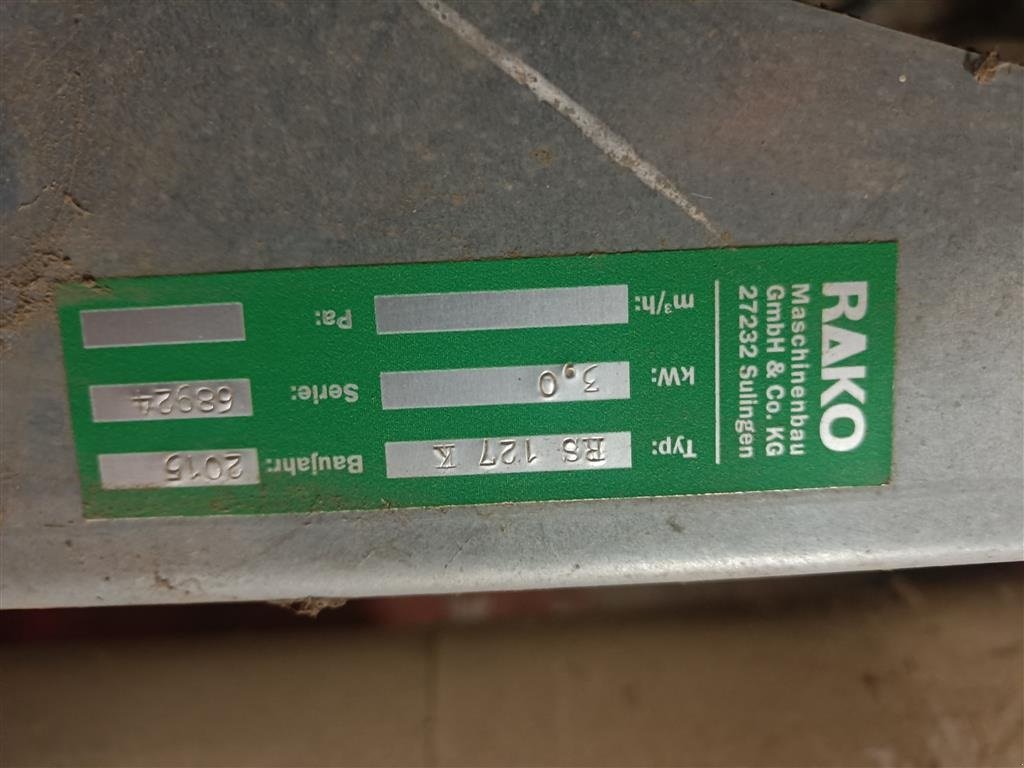 RAKO
Maschinenbau
GmbH & Co. KG
27232 Sulingen
Typ: RS 127 K
Baujahr: 2015
kW: 3,0
Serie: 68924
m³/h:
Pa: